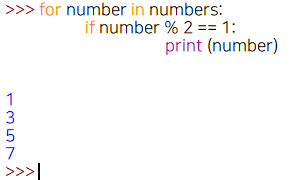 >>> for number in numbers:
if number % 2 == 1:
print (number)
1
3
5
7
>>>